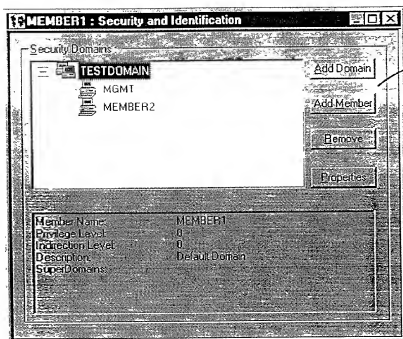 MEMBER1 : Security and Identification
Security Domains
TESTDOMAIN
MGMT
MEMBER2
Add Domain
Add Member
Remove
Properties
Member Name: MEMBER1
Privilege Level: 0
Indirection Level: 0
Description: Default Domain
SuperDomains: